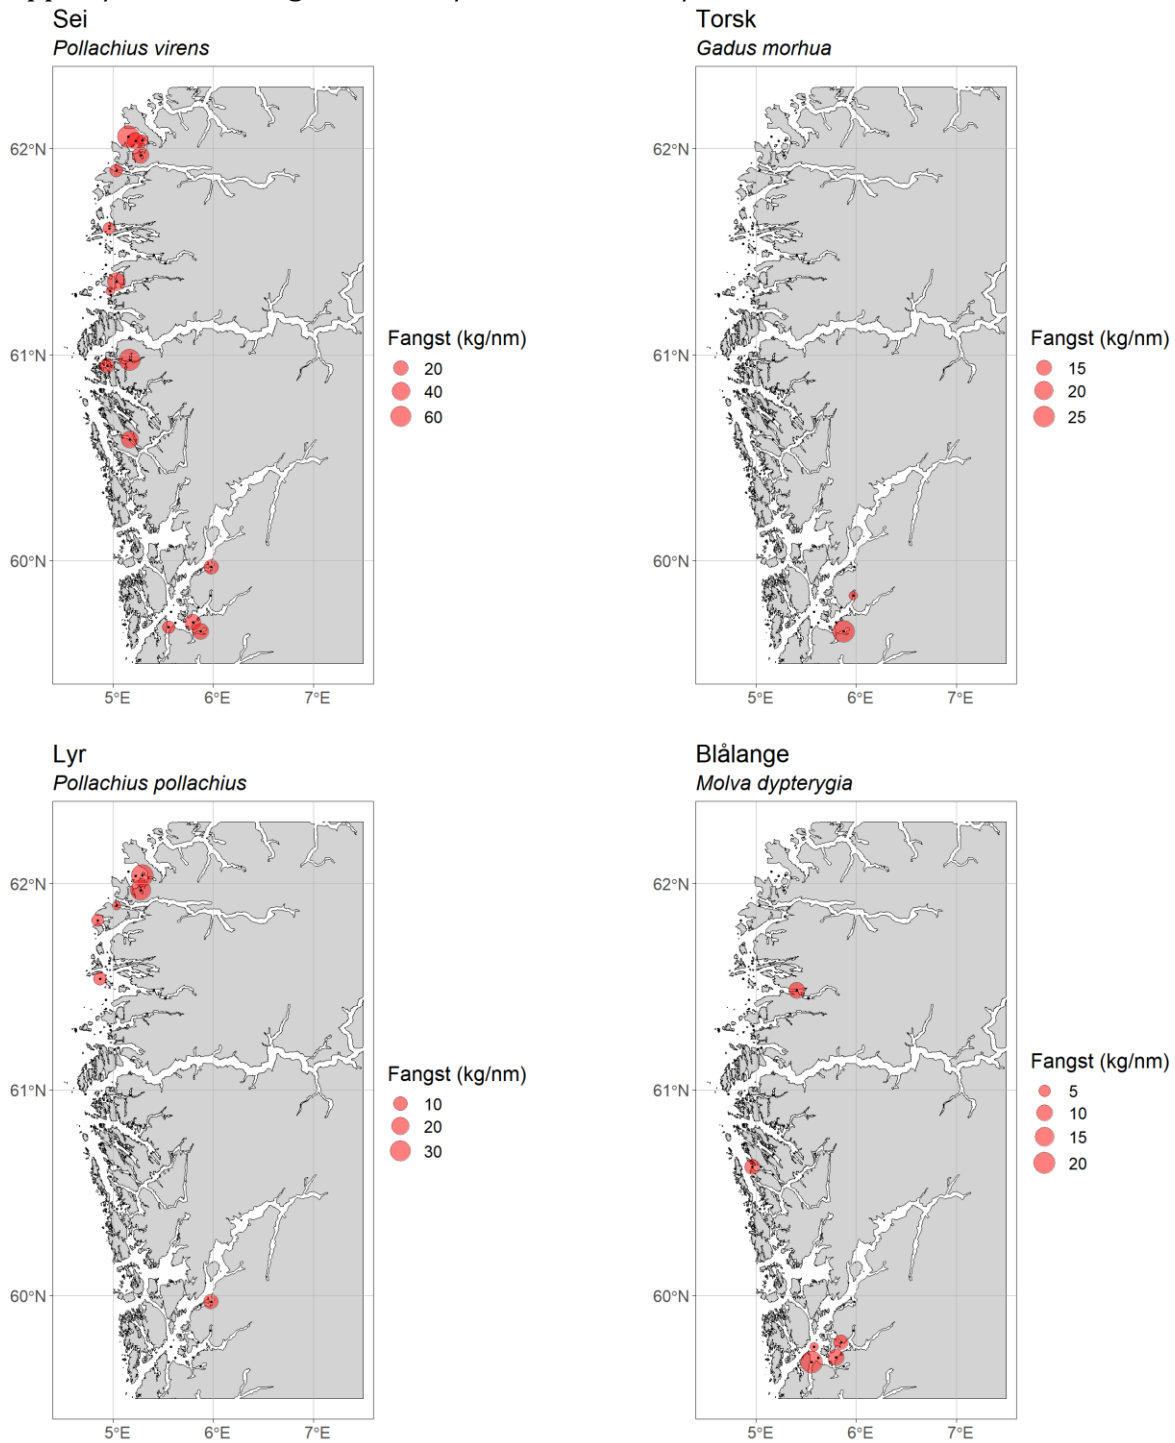 Sei
Pollachius virens
62°N
61°N
60°N
5°E 6°E 7°E
Fangst (kg/nm)
20
40
60
Torsk
Gadus morhua
62°N
61°N
60°N
5°E 6°E 7°E
Fangst (kg/nm)
15
20
25
Lyr
Pollachius pollachius
62°N
61°N
60°N
5°E 6°E 7°E
Fangst (kg/nm)
10
20
30
Blålange
Molva dypterygia
62°N
61°N
60°N
5°E 6°E 7°E
Fangst (kg/nm)
5
10
15
20